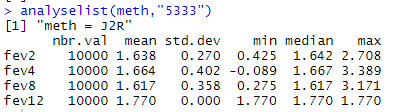 > analyselist(meth,"5333")
[1] "meth = J2R"
nbr.val mean std.dev min median max
fev2 10000 1.638 0.270 0.425 1.642 2.708
fev4 10000 1.664 0.402 -0.089 1.667 3.389
fev8 10000 1.617 0.358 0.275 1.617 3.171
fev12 10000 1.770 0.000 1.770 1.770 1.770